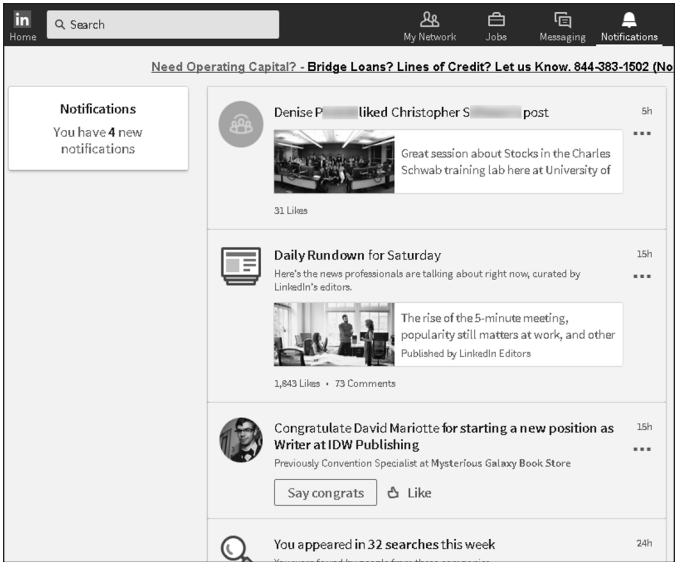 in
Search
Home
My Network
Jobs
Messaging
Notifications
Need Operating Capital? - Bridge Loans? Lines of Credit? Let us Know. 844-383-1502 (No
Notifications
You have 4 new
notifications
Denise P liked Christopher S post
5h
Great session about Stocks in the Charles
Schwab training lab here at University of
31 Likes
Daily Rundown for Saturday
15h
Here's the news professionals are talking about right now, curated by
LinkedIn's editors.
The rise of the 5-minute meeting,
popularity still matters at work, and other
Published by LinkedIn Editors
1,843 Likes • 73 Comments
Congratulate David Mariotte for starting a new position as
Writer at IDW Publishing
15h
Previously Convention Specialist at Mysterious Galaxy Book Store
Say congrats
Like
You appeared in 32 searches this week
24h